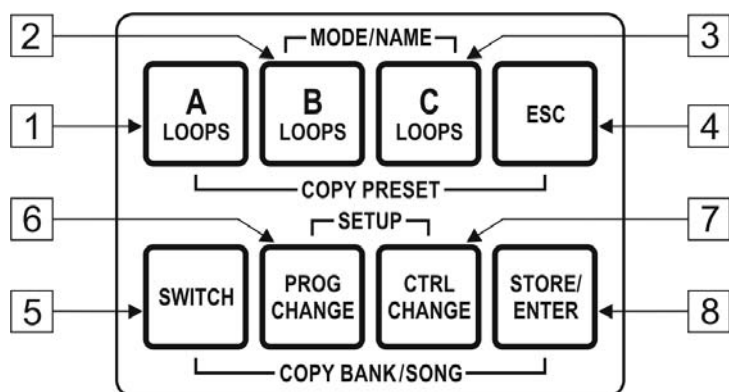 2
MODE/NAME
3
A
LOOPS
B
LOOPS
C
LOOPS
ESC
1
4
COPY PRESET
6
SETUP
7
SWITCH
PROG
CHANGE
CTRL
CHANGE
STORE/
ENTER
5
8
COPY BANK/SONG